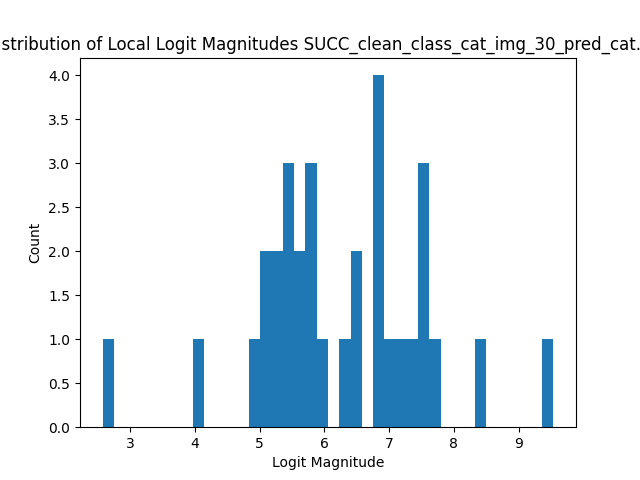 stribution of Local Logit Magnitudes SUCC_clean_class_cat_img_30_pred_cat.
4.0
3.5
3.0
2.5
2.0
1.5
1.0
0.5
0.0
Count
3 4 5 6 7 8 9
Logit Magnitude